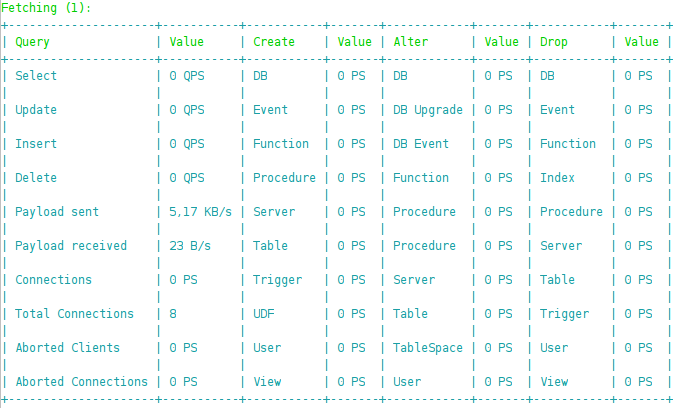 Fetching (1):
| Query | Value | Create | Value | Alter | Value | Drop | Value |
| Select | 0 QPS | DB | 0 PS | DB | 0 PS | DB | 0 PS |
| Update | 0 QPS | Event | 0 PS | DB Upgrade | 0 PS | Event | 0 PS |
| Insert | 0 QPS | Function | 0 PS | DB Event | 0 PS | Function | 0 PS |
| Delete | 0 QPS | Procedure | 0 PS | Function | 0 PS | Index | 0 PS |
| Payload sent | 5,17 KB/s | Server | 0 PS | Procedure | 0 PS | Procedure | 0 PS |
| Payload received | 23 B/s | Table | 0 PS | Procedure | 0 PS | Server | 0 PS |
| Connections | 0 PS | Trigger | 0 PS | Server | 0 PS | Table | 0 PS |
| Total Connections | 8 | UDF | 0 PS | Table | 0 PS | Trigger | 0 PS |
| Aborted Clients | 0 PS | User | 0 PS | TableSpace | 0 PS | User | 0 PS |
| Aborted Connections | 0 PS | View | 0 PS | User | 0 PS | View | 0 PS |